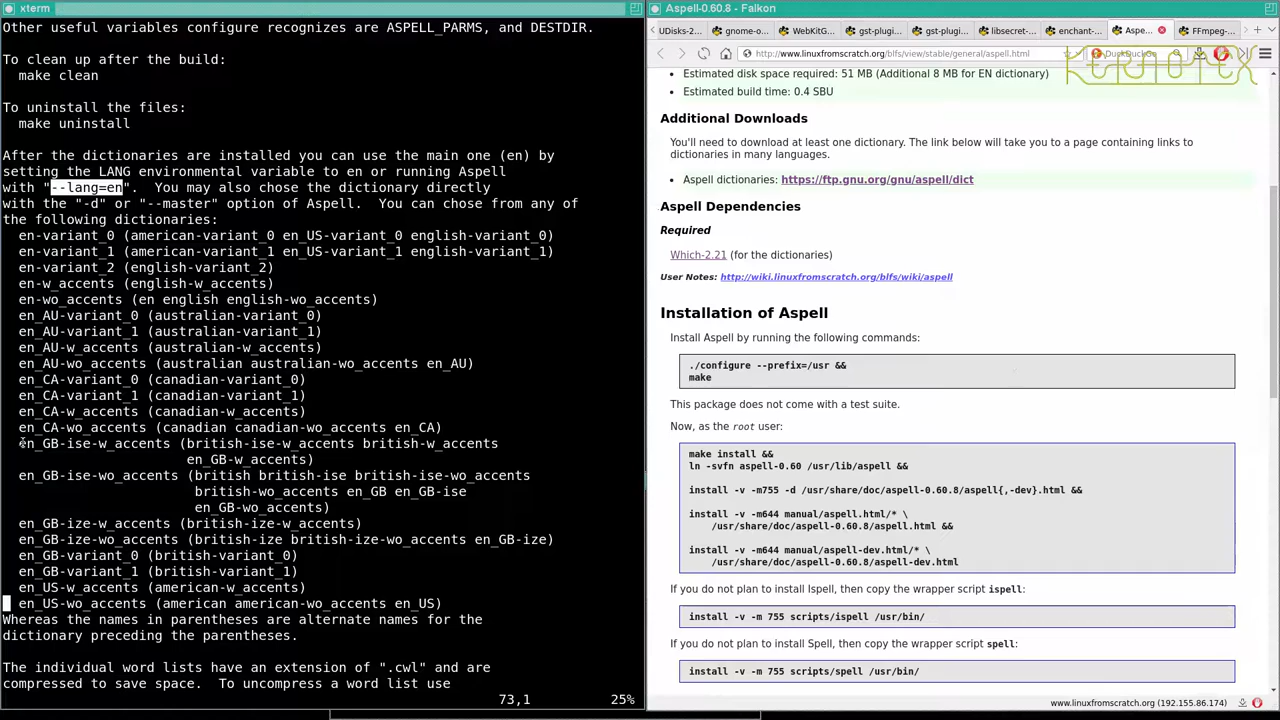 xterm
Other useful variables configure recognizes are ASPELL_PARMS, and DESTDIR.
To clean up after the build:
make clean
To uninstall the files:
make uninstall
After the dictionaries are installed you can use the main one (en) by
setting the LANG environmental variable to en or running Aspell
with "--lang=en".  You may also chose the dictionary directly
with the "-d" or "--master" option of Aspell.  You can chose from any of
the following dictionaries:
en-variant_0 (american-variant_0 en_US-variant_0 english-variant_0)
en-variant_1 (american-variant_1 en_US-variant_1 english-variant_1)
en-variant_2 (english-variant_2)
en-w_accents (english-w_accents)
en-wo_accents (en english english-wo_accents)
en_AU-variant_0 (australian-variant_0)
en_AU-variant_1 (australian-variant_1)
en_AU-w_accents (australian-w_accents)
en_AU-wo_accents (australian australian-wo_accents en_AU)
en_CA-variant_0 (canadian-variant_0)
en_CA-variant_1 (canadian-variant_1)
en_CA-w_accents (canadian-w_accents)
en_CA-wo_accents (canadian canadian-wo_accents en_CA)
en_GB-ise-w_accents (british-ise-w_accents british-w_accents
en_GB-w_accents)
en_GB-ise-wo_accents (british british-ise british-ise-wo_accents
british-wo_accents en_GB en_GB-ise
en_GB-wo_accents)
en_GB-ize-w_accents (british-ize-w_accents)
en_GB-ize-wo_accents (british-ize british-ize-wo_accents en_GB-ize)
en_GB-variant_0 (british-variant_0)
en_GB-variant_1 (british-variant_1)
en_US-w_accents (american-w_accents)
en_US-wo_accents (american american-wo_accents en_US)
Whereas the names in parentheses are alternate names for the
dictionary preceding the parentheses.
The individual word lists have an extension of ".cwl" and are
compressed to save space.  To uncompress a word list use
73,1 25%
Aspell-0.60.8 - Falkon
UDisks-2... gnome-o... WebKitG... gst-plugi... gst-plugi... libsecret-... enchant-... Aspe... FFmpeg-...
http://www.linuxfromscratch.org/blfs/view/stable/general/aspell.html DuckDuckGo
KERNOTEX
Estimated disk space required: 51 MB (Additional 8 MB for EN dictionary)
Estimated build time: 0.4 SBU
Additional Downloads
You'll need to download at least one dictionary. The link below will take you to a page containing links to
dictionaries in many languages.
Aspell dictionaries: https://ftp.gnu.org/gnu/aspell/dict
Aspell Dependencies
Required
Which-2.21 (for the dictionaries)
User Notes: http://wiki.linuxfromscratch.org/blfs/wiki/aspell
Installation of Aspell
Install Aspell by running the following commands:
./configure --prefix=/usr &&
make
This package does not come with a test suite.
Now, as the root user:
make install &&
ln -svfn aspell-0.60 /usr/lib/aspell &&
install -v -m755 -d /usr/share/doc/aspell-0.60.8/aspell{,-dev}.html &&
install -v -m644 manual/aspell.html/* \
/usr/share/doc/aspell-0.60.8/aspell.html &&
install -v -m644 manual/aspell-dev.html/* \
/usr/share/doc/aspell-0.60.8/aspell-dev.html
If you do not plan to install Ispell, then copy the wrapper script ispell:
install -v -m 755 scripts/ispell /usr/bin/
If you do not plan to install Spell, then copy the wrapper script spell:
install -v -m 755 scripts/spell /usr/bin/
www.linuxfromscratch.org (192.155.86.174)